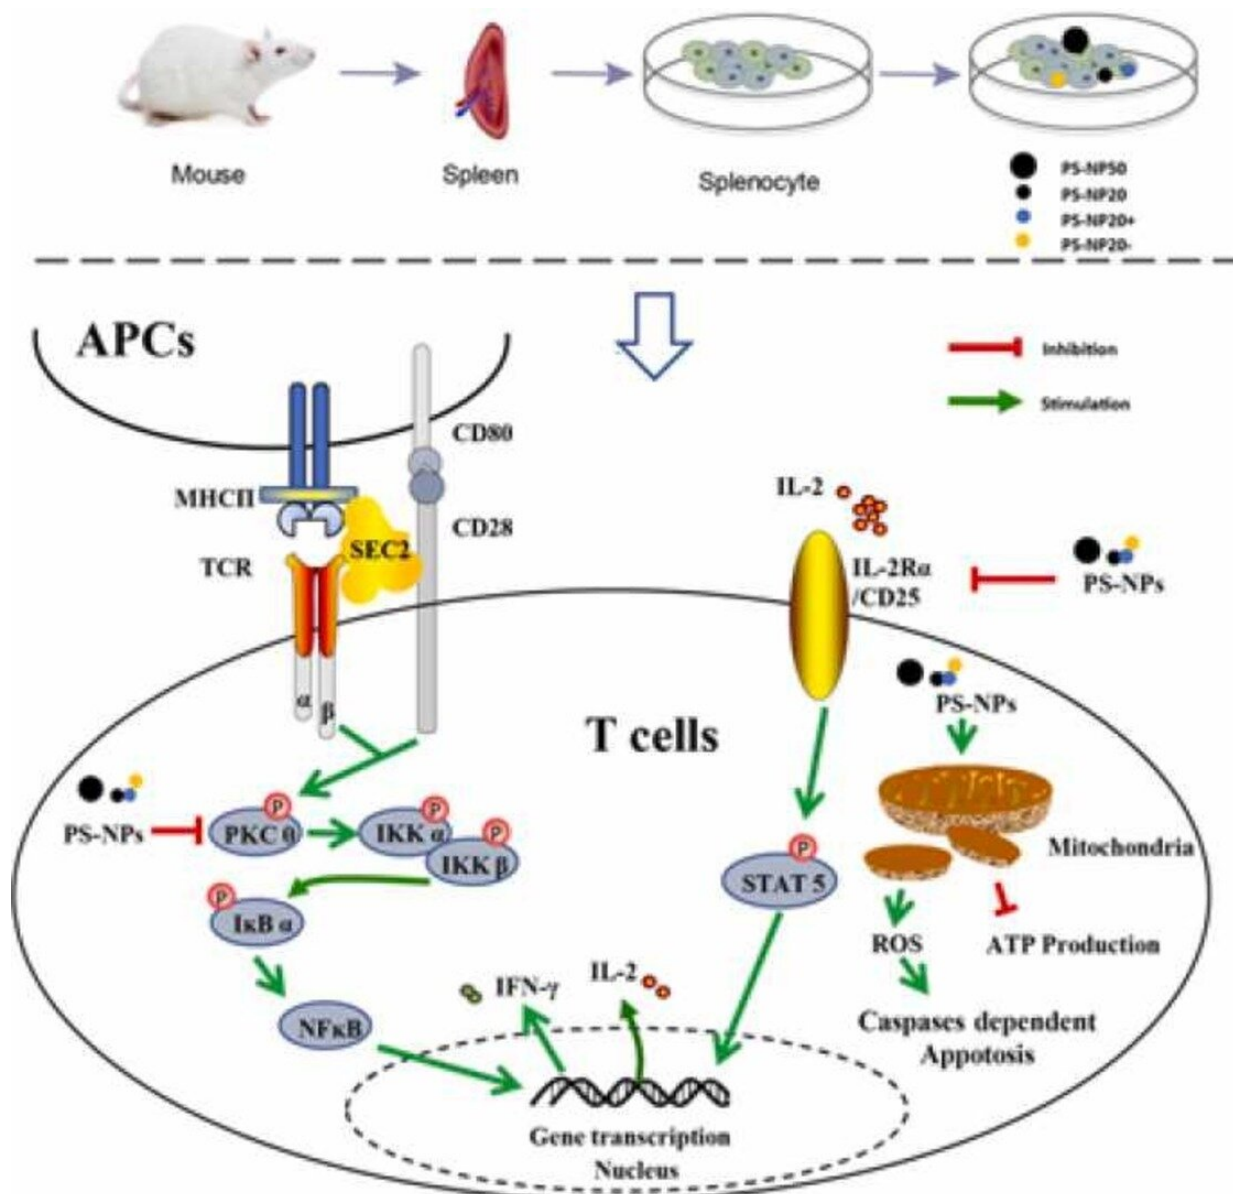 Mouse
Spleen
Splenocyte
PS-NP50
PS-NP20
PS-NP20+
PS-NP20-
APCs
Inhibition
Stimulation
CD80
MHCII
CD28
SEC2
TCR
IL-2
IL-2Rα
/CD25
PS-NPs
α
β
T cells
PS-NPs
PS-NPs
P
PKC θ
P
IKK α
P
IKK β
P
STAT 5
Mitochondria
P
IκB α
ROS
ATP Production
IFN-γ
IL-2
NFκB
Caspases dependent
Appotosis
Gene transcription
Nucleus